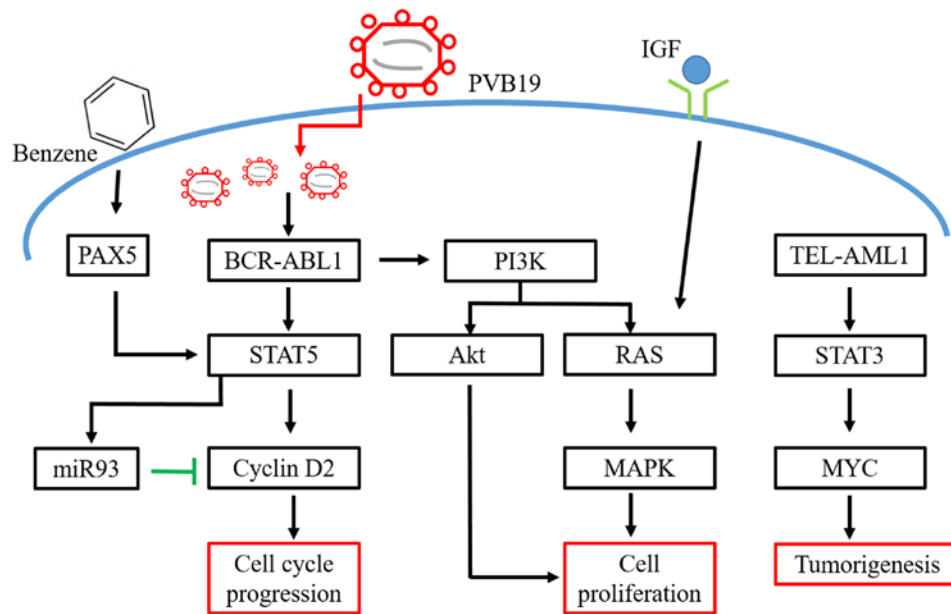 IGF
PVB19
Benzene
PAX5
BCR-ABL1
PI3K
TEL-AML1
STAT5
Akt
RAS
STAT3
miR93
Cyclin D2
MAPK
MYC
Cell cycle
progression
Cell
proliferation
Tumorigenesis